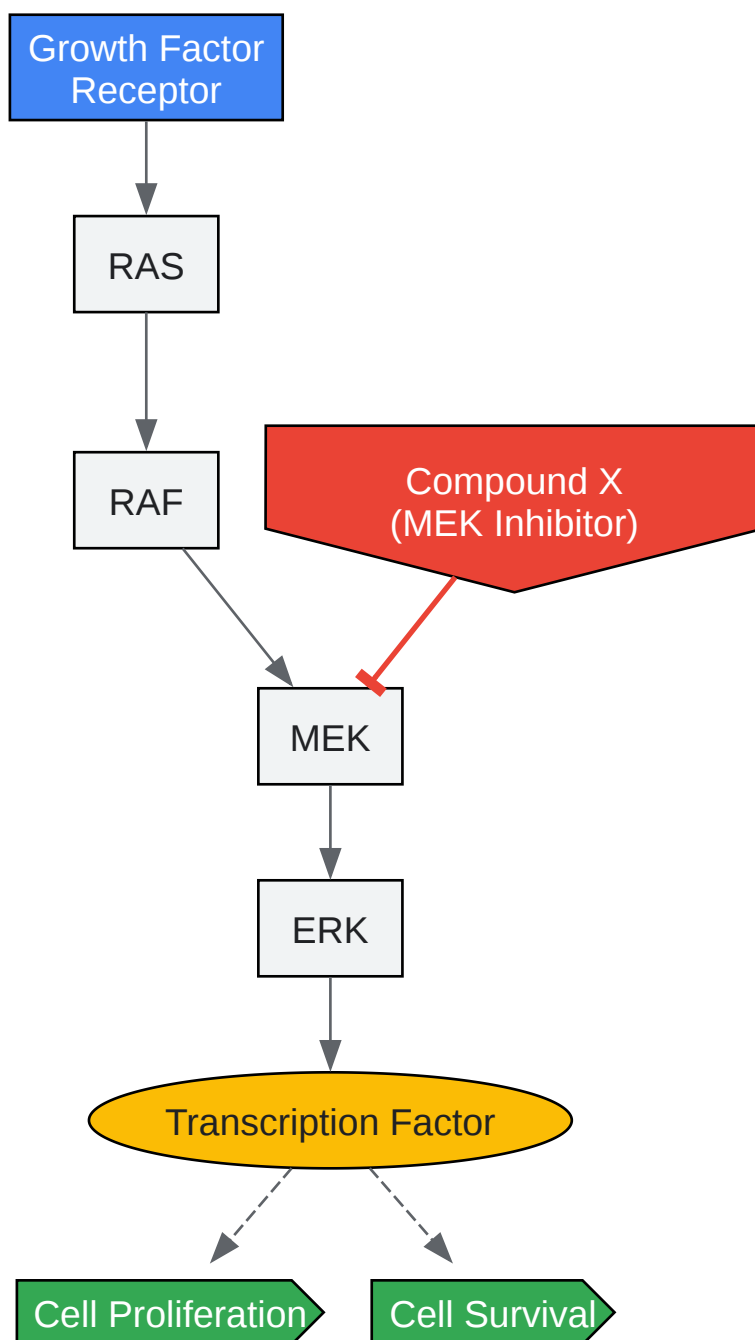 Growth Factor
Receptor
RAS
RAF
Compound X
(MEK Inhibitor)
MEK
ERK
Transcription Factor
Cell Proliferation
Cell Survival